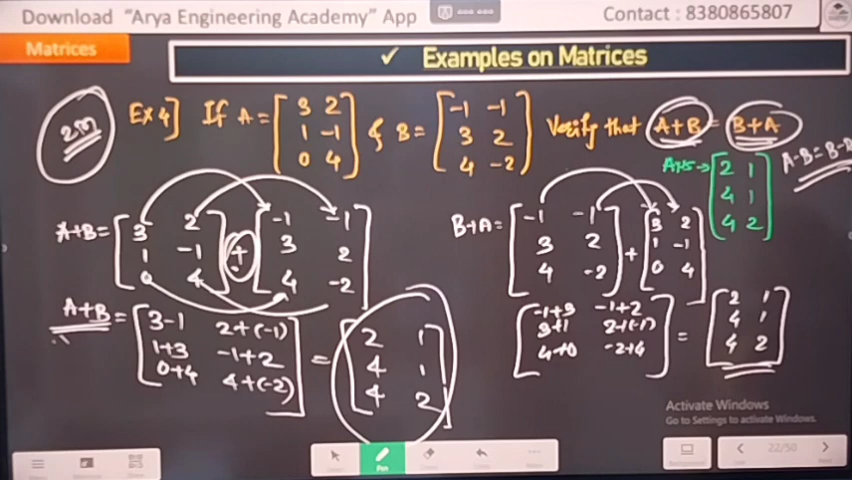 Download "Arya Engineering Academy" App
Contact : 8380865807
Matrices
✓ Examples on Matrices
2m
Ex 4] If A = [3 2 & B = [-1 -1 Verify that A+B = B+A
1 -1 3 2
0 4] 4 -2]
Ans → [2 1
4 1
4 2]
A-B = B-A
A+B = [3 2 + [-1 -1
1 -1 3 2
0 4] 4 -2]
A+B = [3-1 2+(-1) = [2 1
1+3 -1+2 4 1
0+4 4+(-2)] 4 2]
B+A = [-1 -1 + [3 2
3 2 1 -1
4 -2] 0 4]
[-1+3 -1+2 = [2 1
3+1 2+(-1) 4 1
4+0 -2+4] 4 2]
Activate Windows
Go to Settings to activate Windows.
Pen
22/50